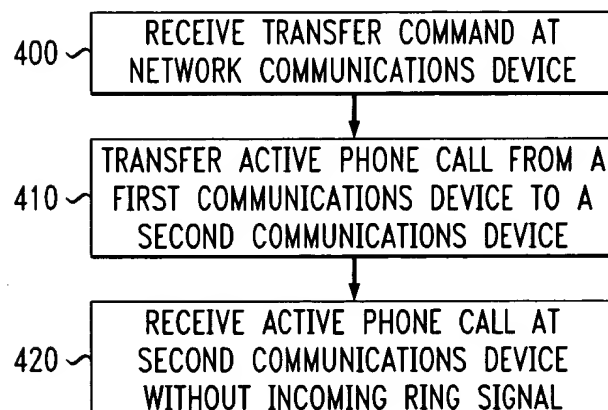 400
RECEIVE TRANSFER COMMAND AT
NETWORK COMMUNICATIONS DEVICE
410
TRANSFER ACTIVE PHONE CALL FROM A
FIRST COMMUNICATIONS DEVICE TO A
SECOND COMMUNICATIONS DEVICE
420
RECEIVE ACTIVE PHONE CALL AT
SECOND COMMUNICATIONS DEVICE
WITHOUT INCOMING RING SIGNAL